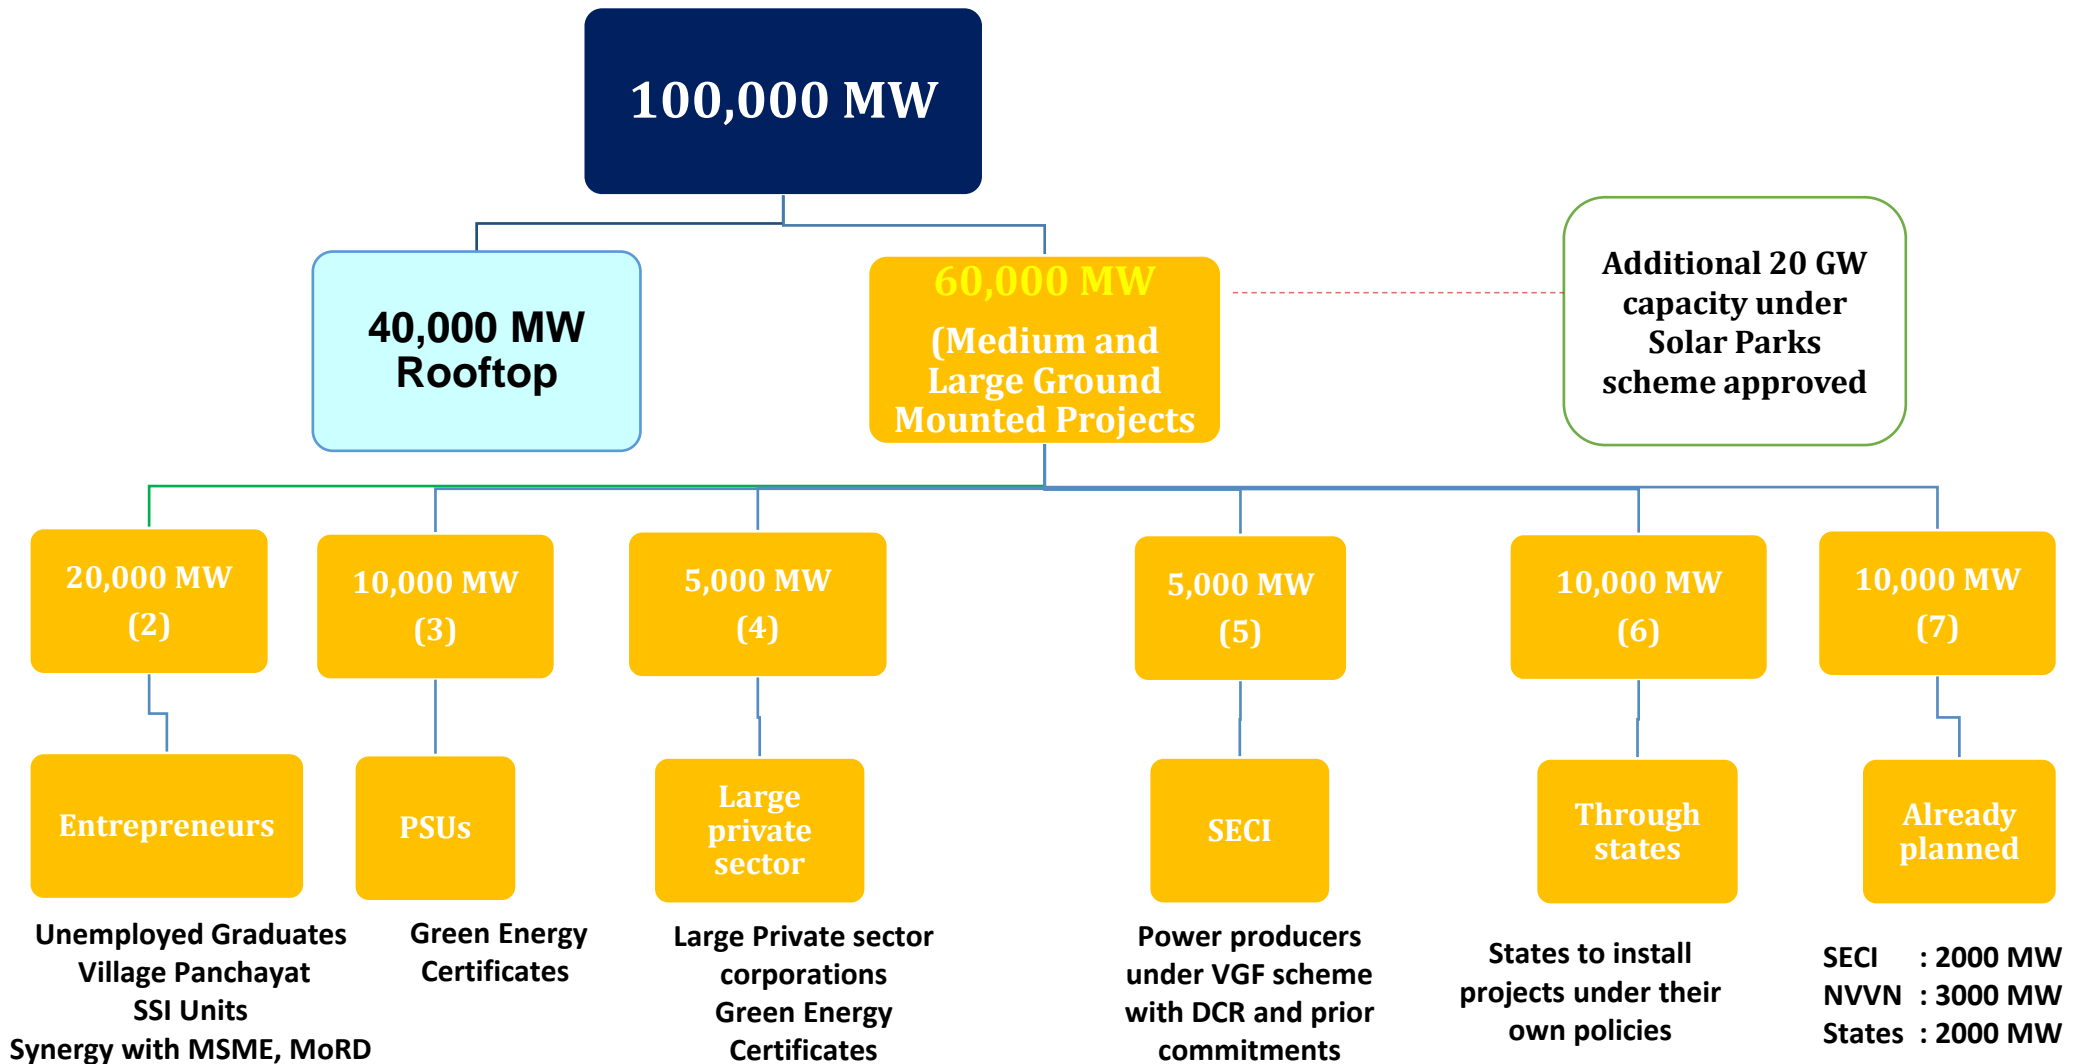 100,000 MW
40,000 MW
Rooftop
60,000 MW
(Medium and
Large Ground
Mounted Projects
Additional 20 GW
capacity under
Solar Parks
scheme approved
20,000 MW
(2)
10,000 MW
(3)
5,000 MW
(4)
5,000 MW
(5)
10,000 MW
(6)
10,000 MW
(7)
Entrepreneurs
PSUs
Large
private
sector
SECI
Through
states
Already
planned
Unemployed Graduates
Village Panchayat
SSI Units
Synergy with MSME, MoRD
Green Energy
Certificates
Large Private sector
corporations
Green Energy
Certificates
Power producers
under VGF scheme
with DCR and prior
commitments
States to install
projects under their
own policies
SECI : 2000 MW
NVVN : 3000 MW
States : 2000 MW